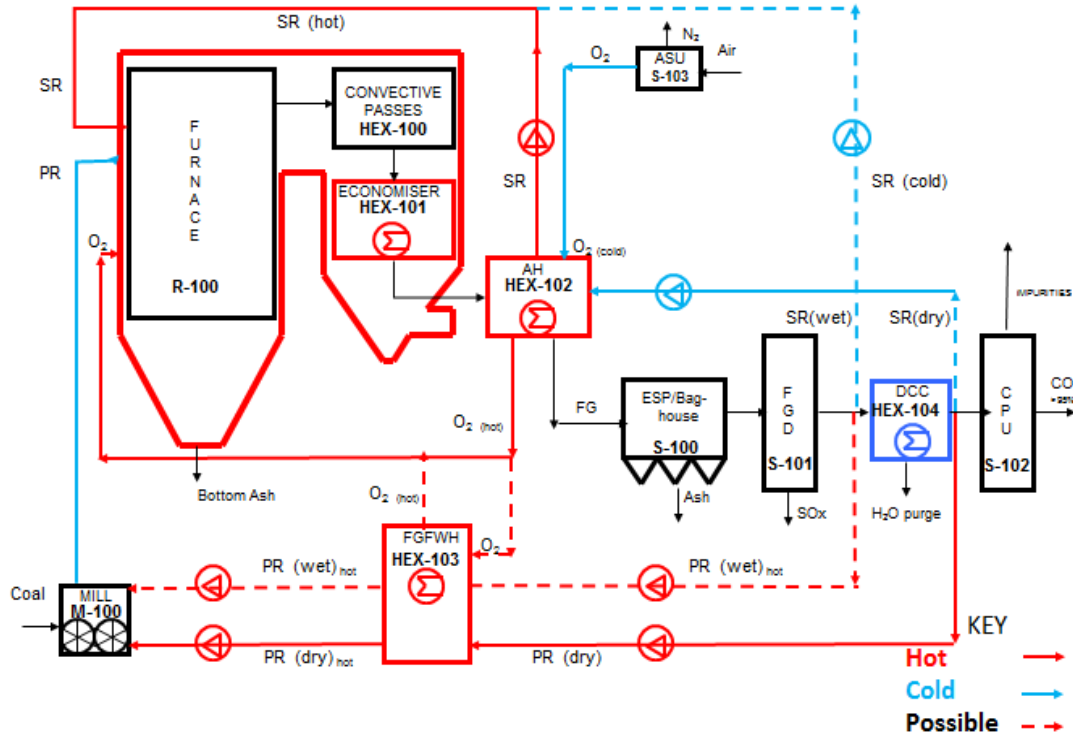 SR (hot)
N₂
Air
O₂
ASU
S-103
SR
CONVECTIVE
PASSES
HEX-100
F
U
R
N
A
C
E
R-100
PR
ECONOMISER
HEX-101
SR
SR (cold)
O₂
O₂ (cold)
AH
HEX-102
IMPURITIES
SR(wet)
SR(dry)
FG
ESP/Bag-
house
S-100
F
G
D
S-101
DCC
HEX-104
C
P
U
S-102
CO
O₂ (hot)
Bottom Ash
O₂ (hot)
Ash
SOx
H₂O purge
FGFWH
HEX-103
O₂
PR (wet) hot
PR (wet) hot
Coal
MILL
M-100
PR (dry) hot
PR (dry)
KEY
Hot
Cold
Possible